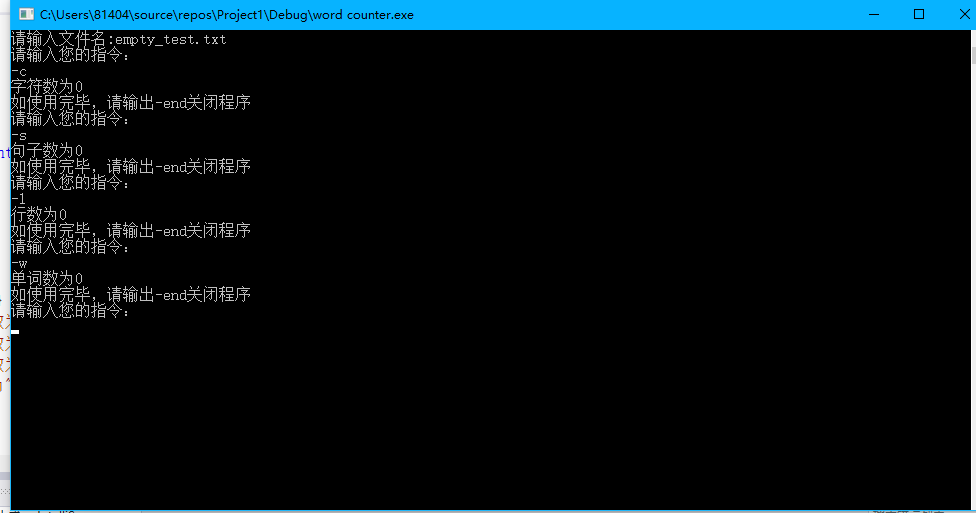 C:\Users\81404\source\repos\Project1\Debug\word counter.exe
请输入文件名:empty_test.txt
请输入您的指令:
-c
字符数为0
如使用完毕，请输出-end关闭程序
请输入您的指令:
-s
句子数为0
如使用完毕，请输出-end关闭程序
请输入您的指令:
-l
行数为0
如使用完毕，请输出-end关闭程序
请输入您的指令:
-w
单词数为0
如使用完毕，请输出-end关闭程序
请输入您的指令: